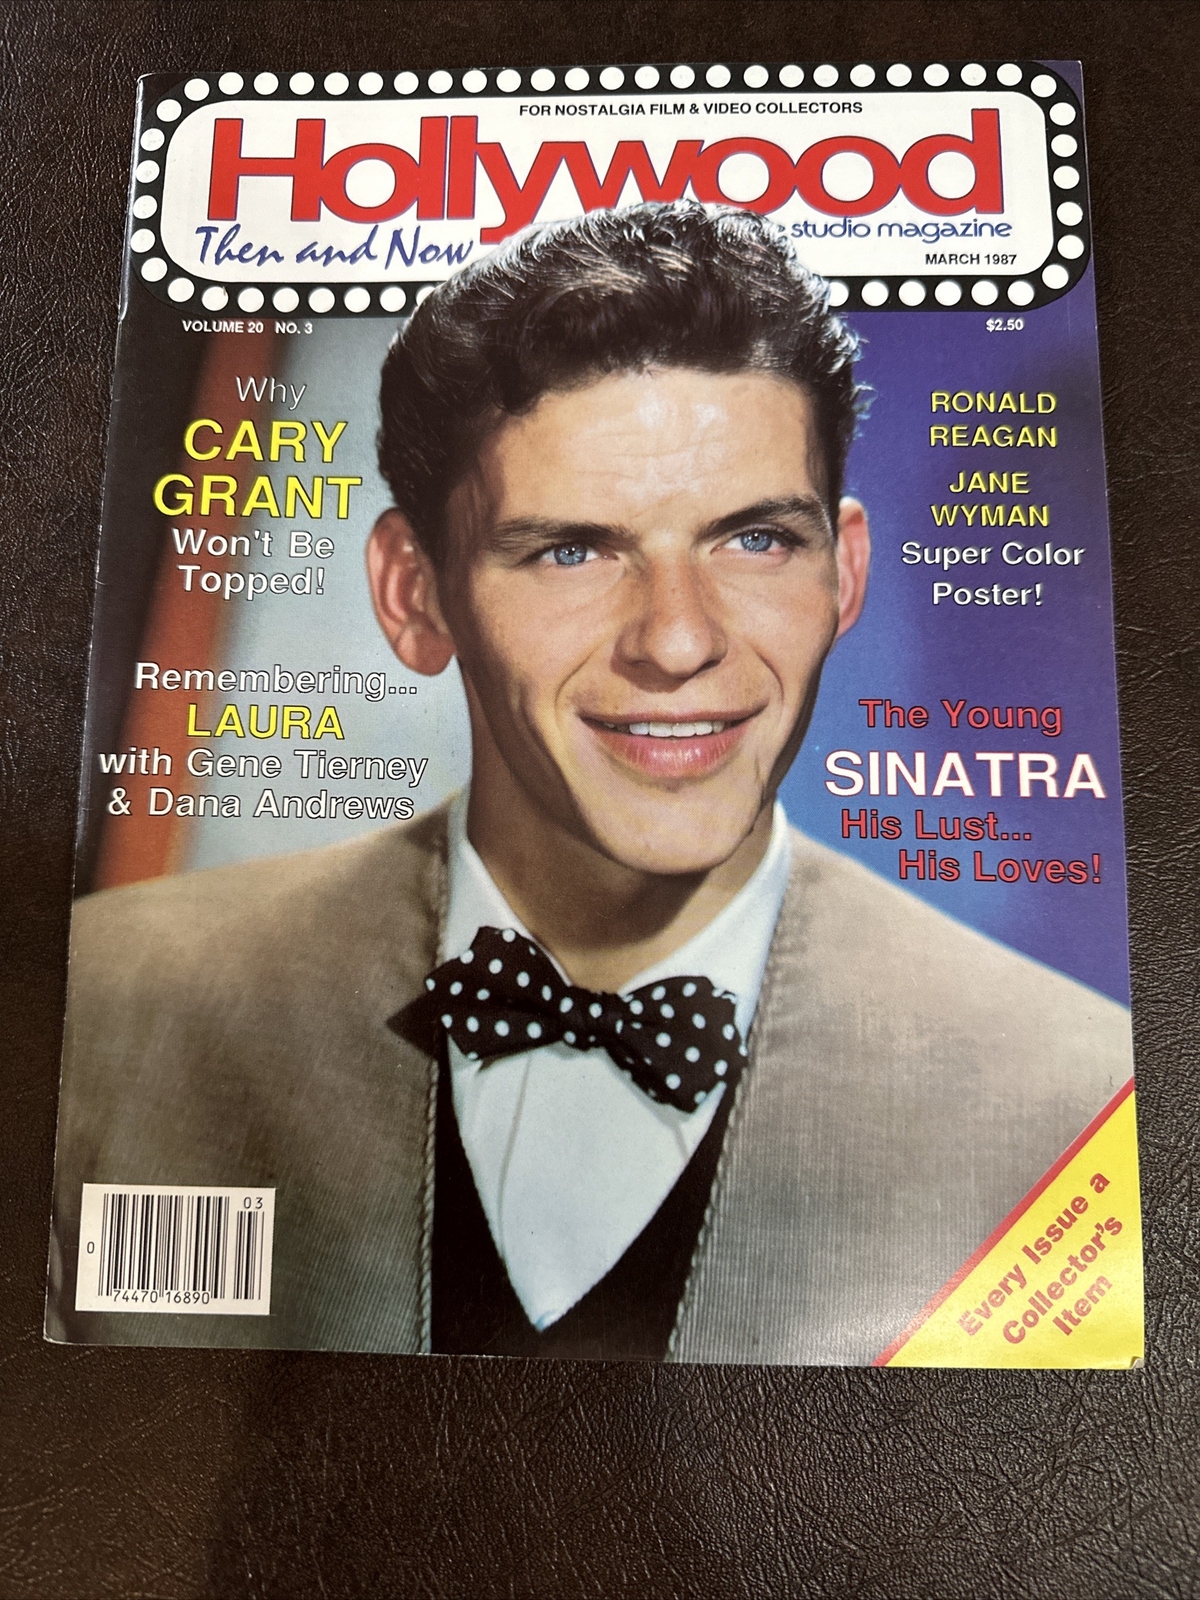 FOR NOSTALGIA FILM & VIDEO COLLECTORS
Hollywood
Then and Now
studio magazine
MARCH 1987
VOLUME 20 NO. 3
$2.50
Why
CARY
GRANT
Won't Be
Topped!
Remembering...
LAURA
with Gene Tierney
& Dana Andrews
RONALD
REAGAN
JANE
WYMAN
Super Color
Poster!
The Young
SINATRA
His Lust...
His Loves!
03
0
74470 16890
Every Issue a
Collector's
Item